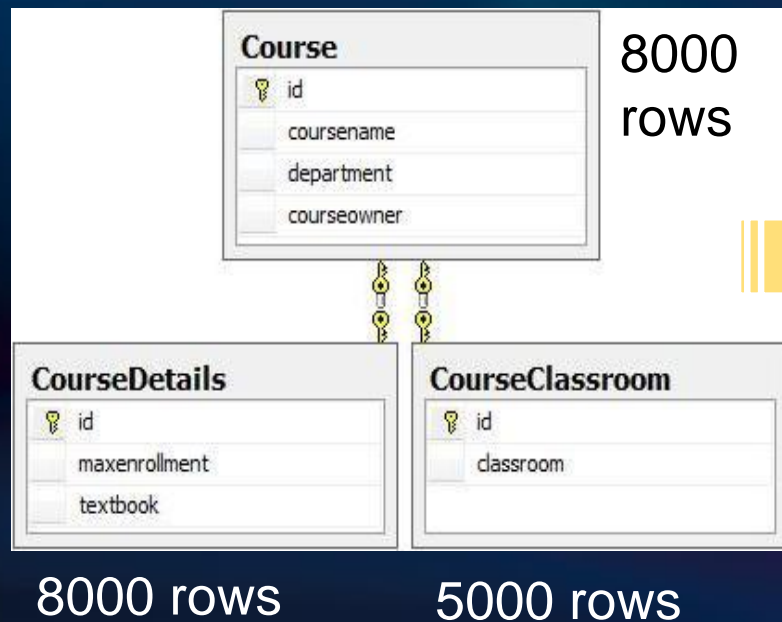 Course
id
coursename
department
courseowner
8000
rows
CourseDetails
id
maxenrollment
textbook
CourseClassroom
id
classroom
8000 rows
5000 rows